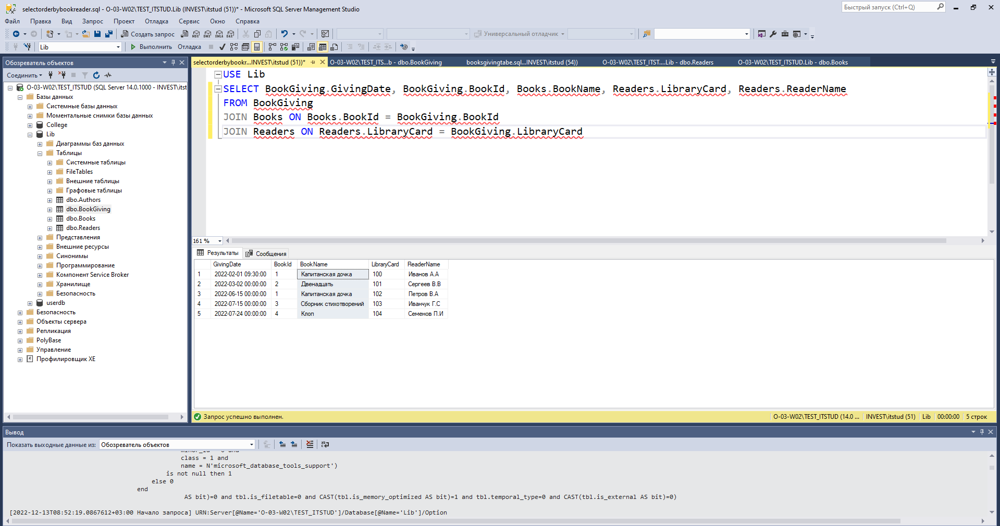 selectorderbybookreader.sql - O-03-W02\TEST_ITSTUD.Lib (INVEST\itstud (51))* - Microsoft SQL Server Management Studio
Быстрый запуск (Ctrl+Q)
Файл Правка Вид Запрос Проект Отладка Сервис Окно Справка
Создать запрос MDX DMX XMLA DAX Универсальный отладчик
Lib Выполнить Отладка
Обозреватель объектов
Соединить
O-03-W02\TEST_ITSTUD (SQL Server 14.0.1000 - INVEST\itst
Базы данных
Системные базы данных
Моментальные снимки базы данных
College
Lib
Диаграммы баз данных
Таблицы
Системные таблицы
FileTables
Внешние таблицы
Графовые таблицы
dbo.Authors
dbo.BookGiving
dbo.Books
dbo.Readers
Представления
Внешние ресурсы
Синонимы
Программирование
Компонент Service Broker
Хранилище
Безопасность
userdb
Безопасность
Объекты сервера
Репликация
PolyBase
Управление
Профилировщик XE
selectorderbybookr...INVEST\itstud (51))* O-03-W02\TEST_ITS...b - dbo.BookGiving booksgivingtabe.sql...INVEST\itstud (54)) O-03-W02\TEST_IТST....Lib - dbo.Readers O-03-W02\TEST_ITSTUD.Lib - dbo.Books
USE Lib
SELECT BookGiving.GivingDate, BookGiving.BookId, Books.BookName, Readers.LibraryCard, Readers.ReaderName
FROM BookGiving
JOIN Books ON Books.BookId = BookGiving.BookId
JOIN Readers ON Readers.LibraryCard = BookGiving.LibraryCard
161 %
Результаты Сообщения
GivingDate BookId BookName LibraryCard ReaderName
1 2022-02-01 09:30:00 1 Капитанская дочка 100 Иванов А.А
2 2022-03-02 00:00:00 2 Двенадцать 101 Сергеев В.В
3 2022-06-15 00:00:00 1 Капитанская дочка 102 Петров В.А
4 2022-07-15 00:00:00 3 Сборник стихотворений 103 Иванчук Г.С
5 2022-07-24 00:00:00 4 Клоп 104 Семенов П.И
Запрос успешно выполнен. O-03-W02\TEST_ITSTUD (14.0 ... INVEST\itstud (51) Lib 00:00:00 5 строк
Вывод
Показать выходные данные из: Обозреватель объектов
class = 1 and
name = N'microsoft_database_tools_support')
is not null then 1
else 0
end
AS bit)=0 and tbl.is_filetable=0 and CAST(tbl.is_memory_optimized AS bit)=1 and tbl.temporal_type=0 and CAST(tbl.is_external AS bit)=0)
[2022-12-13T08:52:19.0867612+03:00 Начало запроса] URN:Server[@Name='O-03-W02\TEST_ITSTUD']/Database[@Name='Lib']/Option